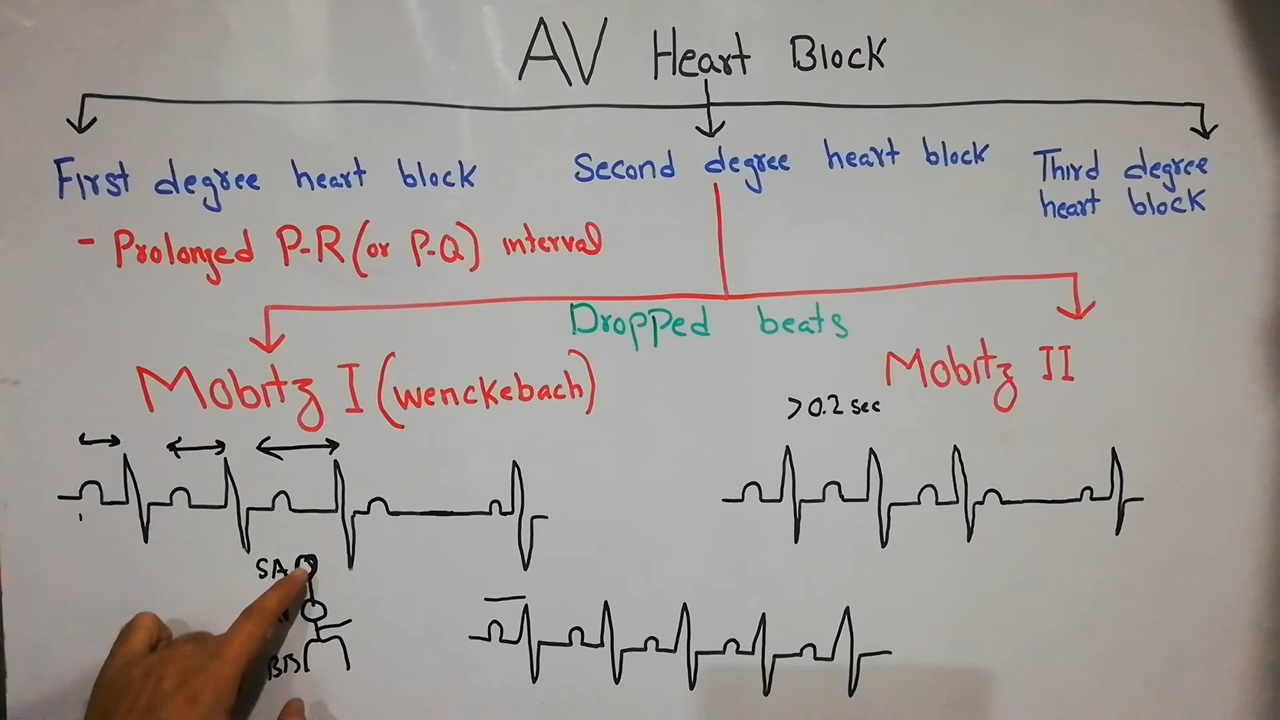 AV Heart Block
First degree heart block
Second degree heart block
Third degree
heart block
- Prolonged P-R (or P-Q) interval
Dropped beats
Mobitz I (wenckebach)
Mobitz II
>0.2 sec
SA